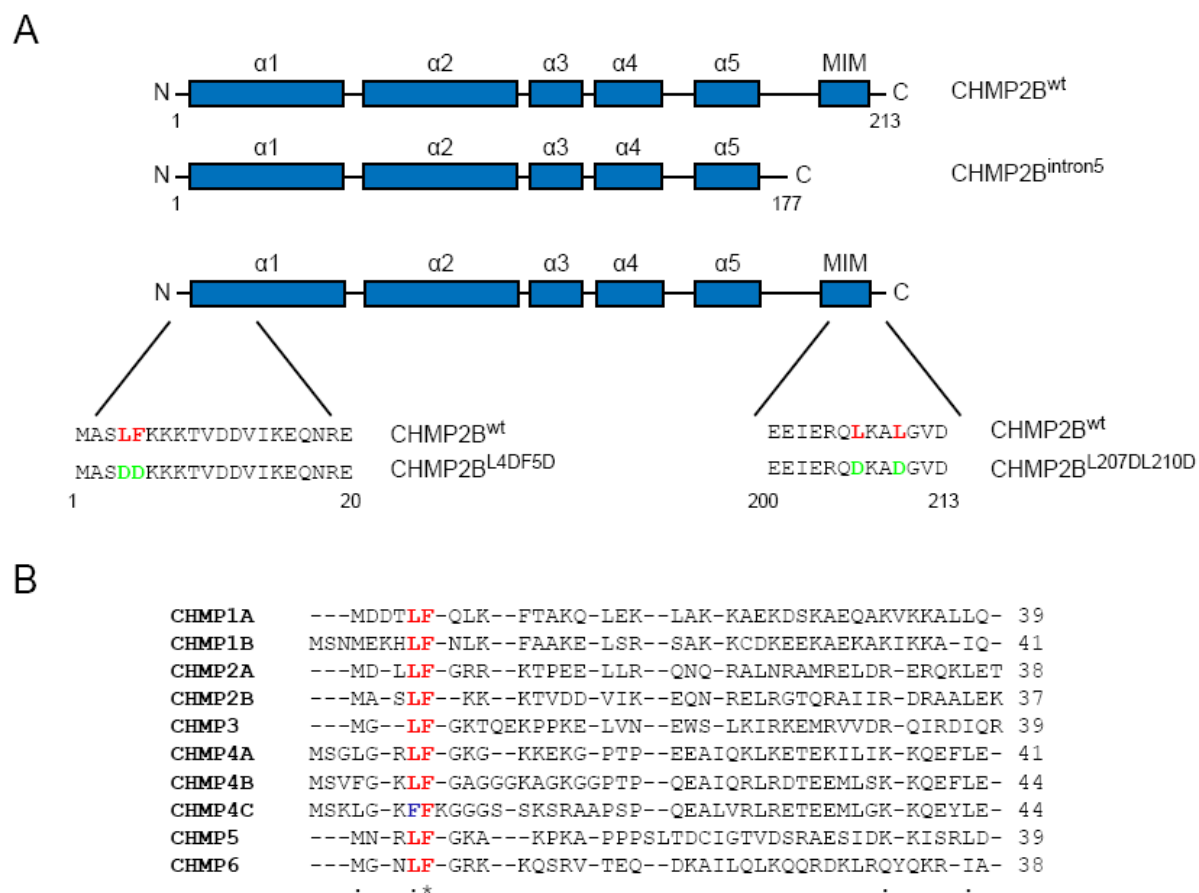 A
α1 α2 α3 α4 α5 MIM
N C CHMP2Bwt
1 213
α1 α2 α3 α4 α5
N C CHMP2Bintron5
1 177
α1 α2 α3 α4 α5 MIM
N C
MASLFKKKTVDDVIKEQNRE CHMP2Bwt EEIERQLKALGVD CHMP2Bwt
MASDDKKKTVDDVIKEQNRE CHMP2BL4DF5D EEIERQDKADGVD CHMP2BL207DL210D
1 20 200 213
B
CHMP1A ---MDDTLF-QLK--FTAKQ-LEK--LAK-KAEKDSKAEQAKVKKALLQ- 39
CHMP1B MSNMEKHLF-NLK--FAAKE-LSR--SAK-KCDKEEKAEKAKIKKA-IQ- 41
CHMP2A ---MD-LLF-GRR--KTPEE-LLR--QNQ-RALNRAMRELDR-ERQKLET 38
CHMP2B ---MA-SLF--KK--KTVDD-VIK--EQN-RELRGTQRAIIR-DRAALEK 37
CHMP3 ---MG--LF-GKTQEKPPKE-LVN--EWS-LKIRKEMRVVDR-QIRDIQR 39
CHMP4A MSGLG-RLF-GKG--KKEKG-PTP--EEAIQKLKETEKILIK-KQEFLE- 41
CHMP4B MSVFG-KLF-GAGGGKAGKGGPTP--QEAIQRLRDTEEMLSK-KQEFLE- 44
CHMP4C MSKLG-KFFKGGGS-SKSRAAPSP--QEALVRLRETEEMLGK-KQEYLE- 44
CHMP5 ---MN-RLF-GKA--KPKA-PPPSLTDCIGTVDSRAESIDK-KISRLD- 39
CHMP6 ---MG-NLF-GRK--KQSRV-TEQ--DKAILQLKQQRDKLRQYQKR-IA- 38
. .* . .